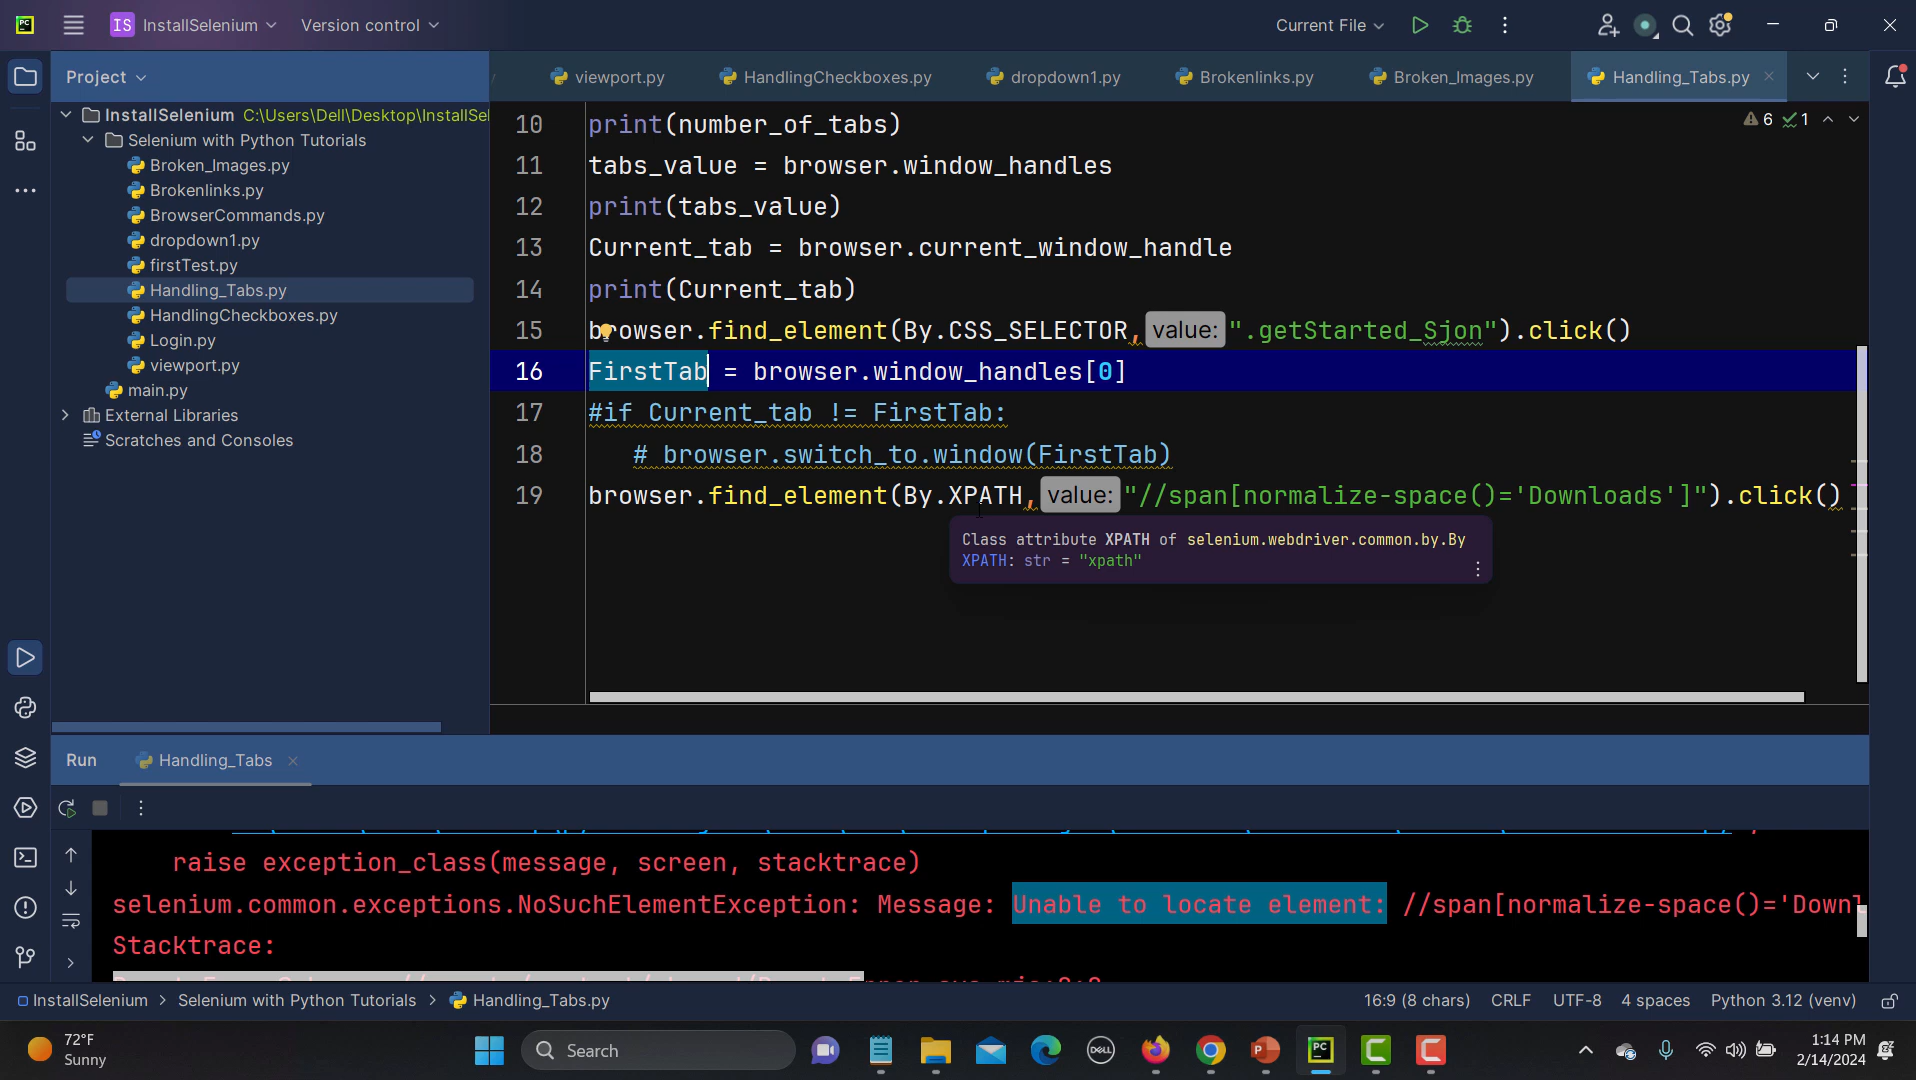 PC
IS InstallSelenium
Version control
Current File
Project
viewport.py
HandlingCheckboxes.py
dropdown1.py
Brokenlinks.py
Broken_Images.py
Handling_Tabs.py
InstallSelenium C:\Users\Dell\Desktop\InstallSel
Selenium with Python Tutorials
Broken_Images.py
Brokenlinks.py
BrowserCommands.py
dropdown1.py
firstTest.py
Handling_Tabs.py
HandlingCheckboxes.py
Login.py
viewport.py
main.py
External Libraries
Scratches and Consoles
6 1
10 print(number_of_tabs)
11 tabs_value = browser.window_handles
12 print(tabs_value)
13 Current_tab = browser.current_window_handle
14 print(Current_tab)
15 browser.find_element(By.CSS_SELECTOR, value: ".getStarted_Sjon").click()
16 FirstTab = browser.window_handles[0]
17 #if Current_tab != FirstTab:
18 # browser.switch_to.window(FirstTab)
19 browser.find_element(By.XPATH, value: "//span[normalize-space()='Downloads']").click()
Class attribute XPATH of selenium.webdriver.common.by.By
XPATH: str = "xpath"
Run
Handling_Tabs
raise exception_class(message, screen, stacktrace)
selenium.common.exceptions.NoSuchElementException: Message: Unable to locate element: //span[normalize-space()='Downl
Stacktrace:
InstallSelenium > Selenium with Python Tutorials > Handling_Tabs.py
16:9 (8 chars) CRLF UTF-8 4 spaces Python 3.12 (venv)
72°F
Sunny
Search
DELL
PC
1:14 PM
2/14/2024